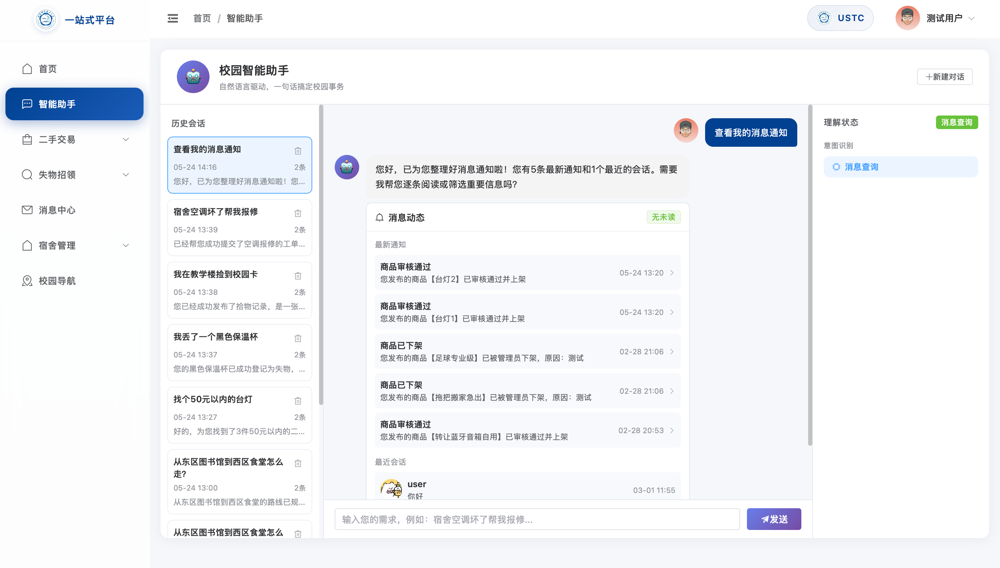 一站式平台
首页 / 智能助手
USTC
测试用户
首页
智能助手
二手交易
失物招领
消息中心
宿舍管理
校园导航
校园智能助手
自然语言驱动，一句话搞定校园事务
新建对话
历史会话
查看我的消息通知
05-24 14:16
2条
您好，已为您整理好消息通知啦！您...
宿舍空调坏了帮我报修
05-24 13:39
2条
已经帮您成功提交了空调报修的工单...
我在教学楼捡到校园卡
05-24 13:38
2条
您已经成功发布了拾物记录，是一张...
我丢了一个黑色保温杯
05-24 13:37
2条
您的黑色保温杯已成功登记为失物，...
找个50元以内的台灯
05-24 13:27
2条
好的，为您找到了3件50元以内的二...
从东区图书馆到西区食堂怎么
走?
05-24 13:00
2条
从东区图书馆到西区食堂的路线已规...
从东区图书馆到西区食堂怎么
查看我的消息通知
您好，已为您整理好消息通知啦！您有5条最新通知和1个最近的会话。需要
我帮您逐条阅读或筛选重要信息吗?
消息动态
无未读
最新通知
商品审核通过
您发布的商品【台灯2】已审核通过并上架
05-24 13:20
商品审核通过
您发布的商品【台灯1】已审核通过并上架
05-24 13:20
商品已下架
您发布的商品【足球专业级】已被管理员下架，原因：测试
02-28 21:06
商品已下架
您发布的商品【拖把搬家急出】已被管理员下架，原因：测试
02-28 21:06
商品审核通过
您发布的商品【转让蓝牙音箱自用】已审核通过并上架
02-28 20:53
最近会话
user
你好
03-01 11:55
输入您的需求，例如：宿舍空调坏了帮我报修...
发送
理解状态
消息查询
意图识别
消息查询